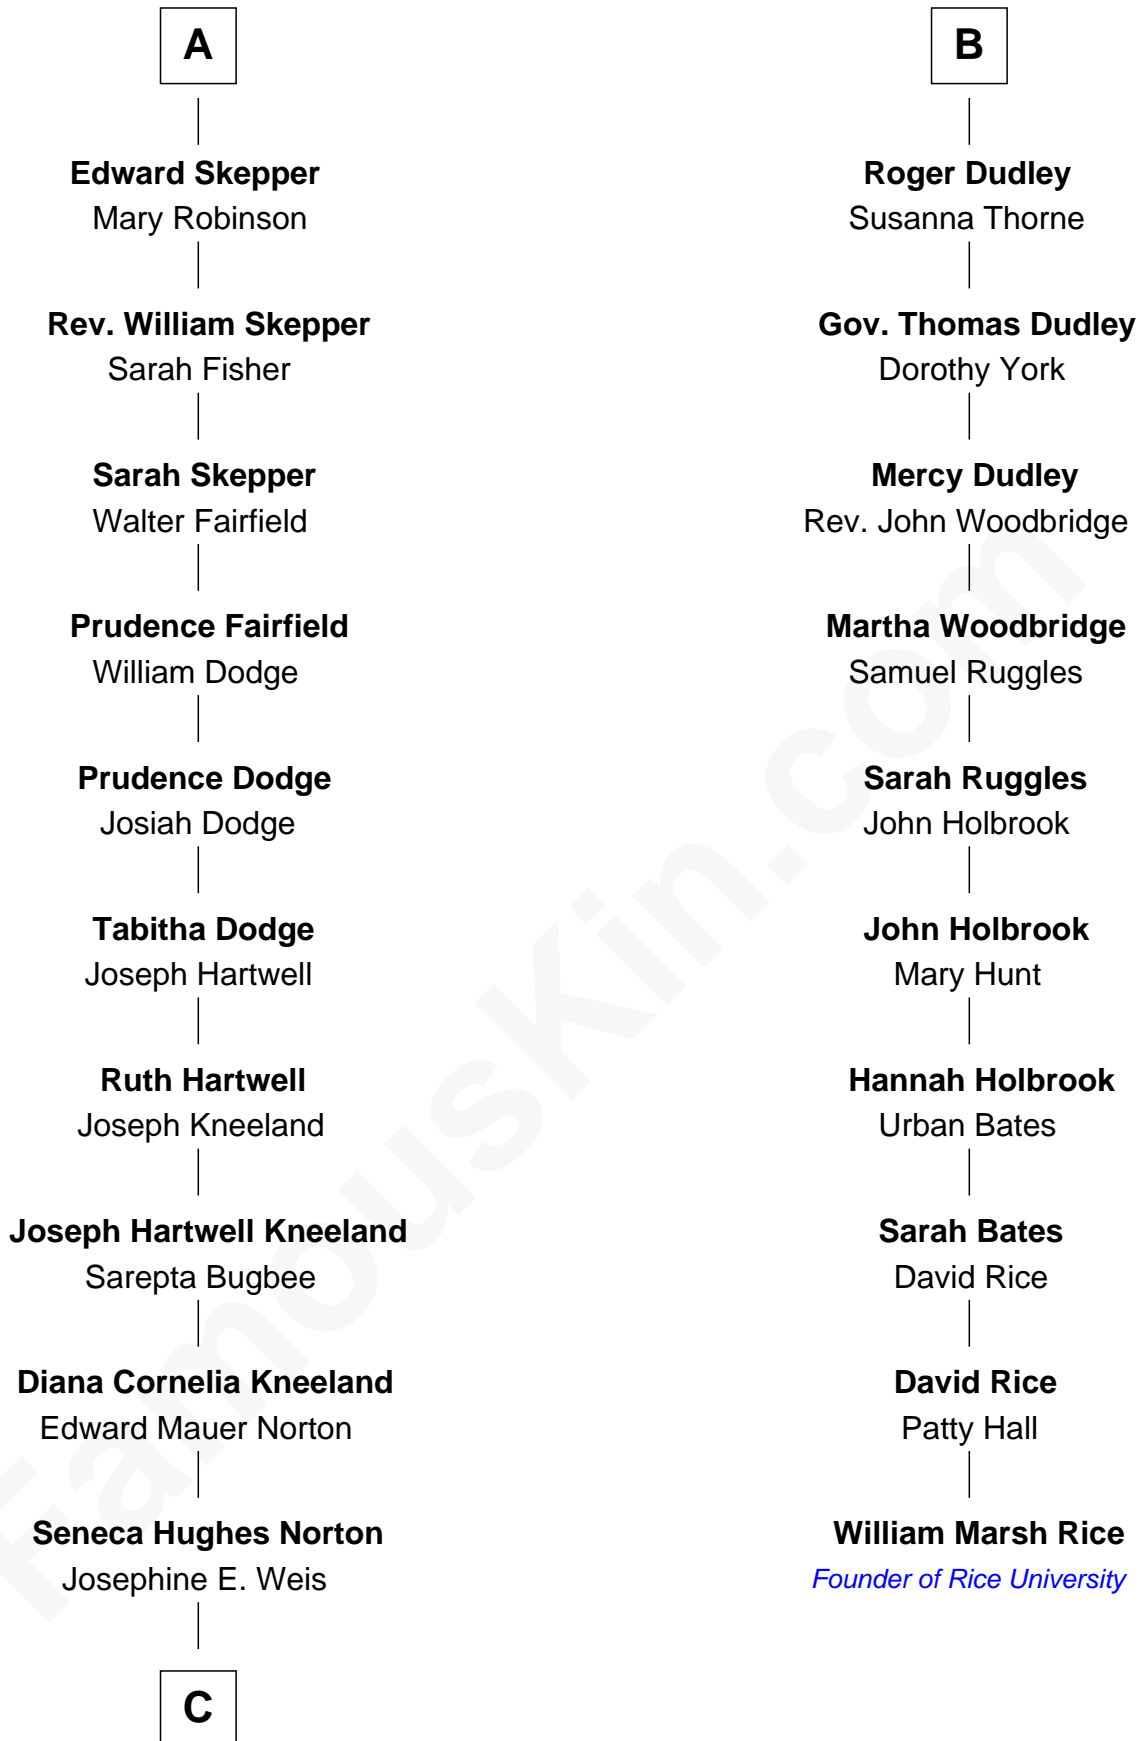 A
Edward Skepper
Mary Robinson
Rev. William Skepper
Sarah Fisher
Sarah Skepper
Walter Fairfield
Prudence Fairfield
William Dodge
Prudence Dodge
Josiah Dodge
Tabitha Dodge
Joseph Hartwell
Ruth Hartwell
Joseph Kneeland
Joseph Hartwell Kneeland
Sarepta Bugbee
Diana Cornelia Kneeland
Edward Mauer Norton
Seneca Hughes Norton
Josephine E. Weis
C
B
Roger Dudley
Susanna Thorne
Gov. Thomas Dudley
Dorothy York
Mercy Dudley
Rev. John Woodbridge
Martha Woodbridge
Samuel Ruggles
Sarah Ruggles
John Holbrook
John Holbrook
Mary Hunt
Hannah Holbrook
Urban Bates
Sarah Bates
David Rice
David Rice
Patty Hall
William Marsh Rice
Founder of Rice University
FamousKin.com